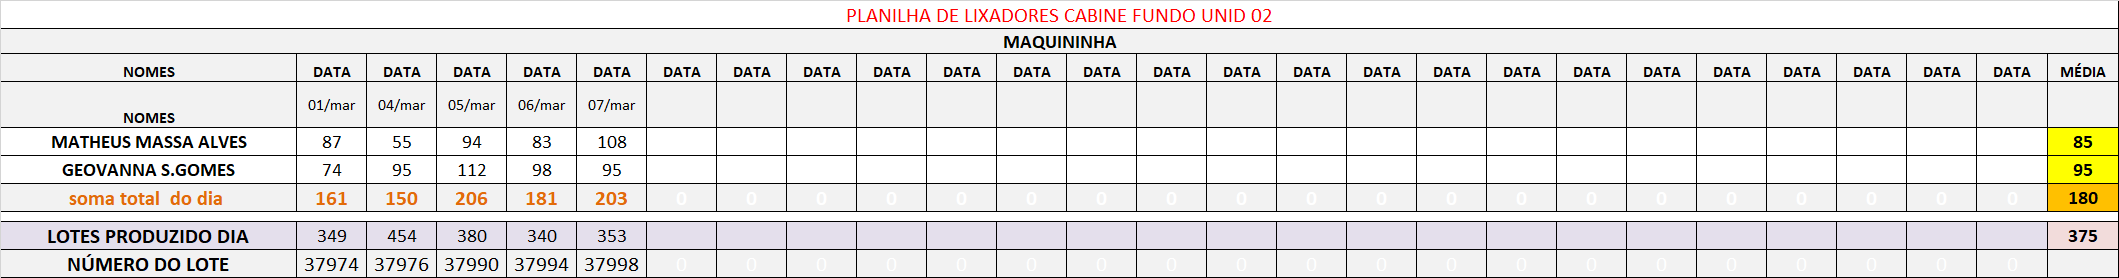 PLANILHA DE LIXADORES CABINE FUNDO UNID 02
MAQUININHA
NOMES DATA DATA DATA DATA DATA DATA DATA DATA DATA DATA DATA DATA DATA DATA DATA DATA DATA DATA DATA DATA DATA DATA DATA DATA DATA MÉDIA
NOMES 01/mar 04/mar 05/mar 06/mar 07/mar
MATHEUS MASSA ALVES 87 55 94 83 108 85
GEOVANNA S.GOMES 74 95 112 98 95 95
soma total do dia 161 150 206 181 203 0 0 0 0 0 0 0 0 0 0 0 0 0 0 0 0 0 0 0 0 180
LOTES PRODUZIDO DIA 349 454 380 340 353 375
NÚMERO DO LOTE 37974 37976 37990 37994 37998 0 0 0 0 0 0 0 0 0 0 0 0 0 0 0 0 0 0 0 0